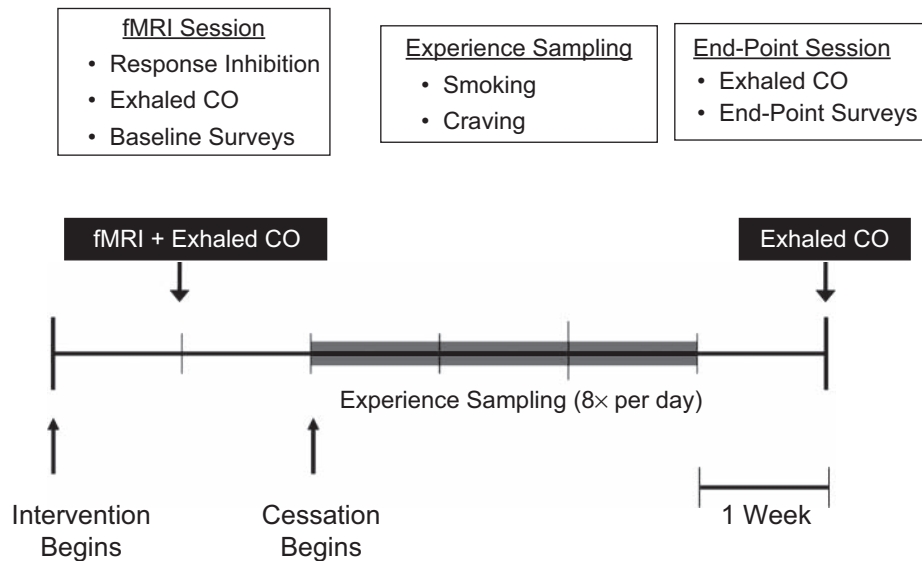 fMRI Session
• Response Inhibition
• Exhaled CO
• Baseline Surveys
Experience Sampling
• Smoking
• Craving
End-Point Session
• Exhaled CO
• End-Point Surveys
fMRI + Exhaled CO
Exhaled CO
Experience Sampling (8× per day)
Intervention
Begins
Cessation
Begins
1 Week